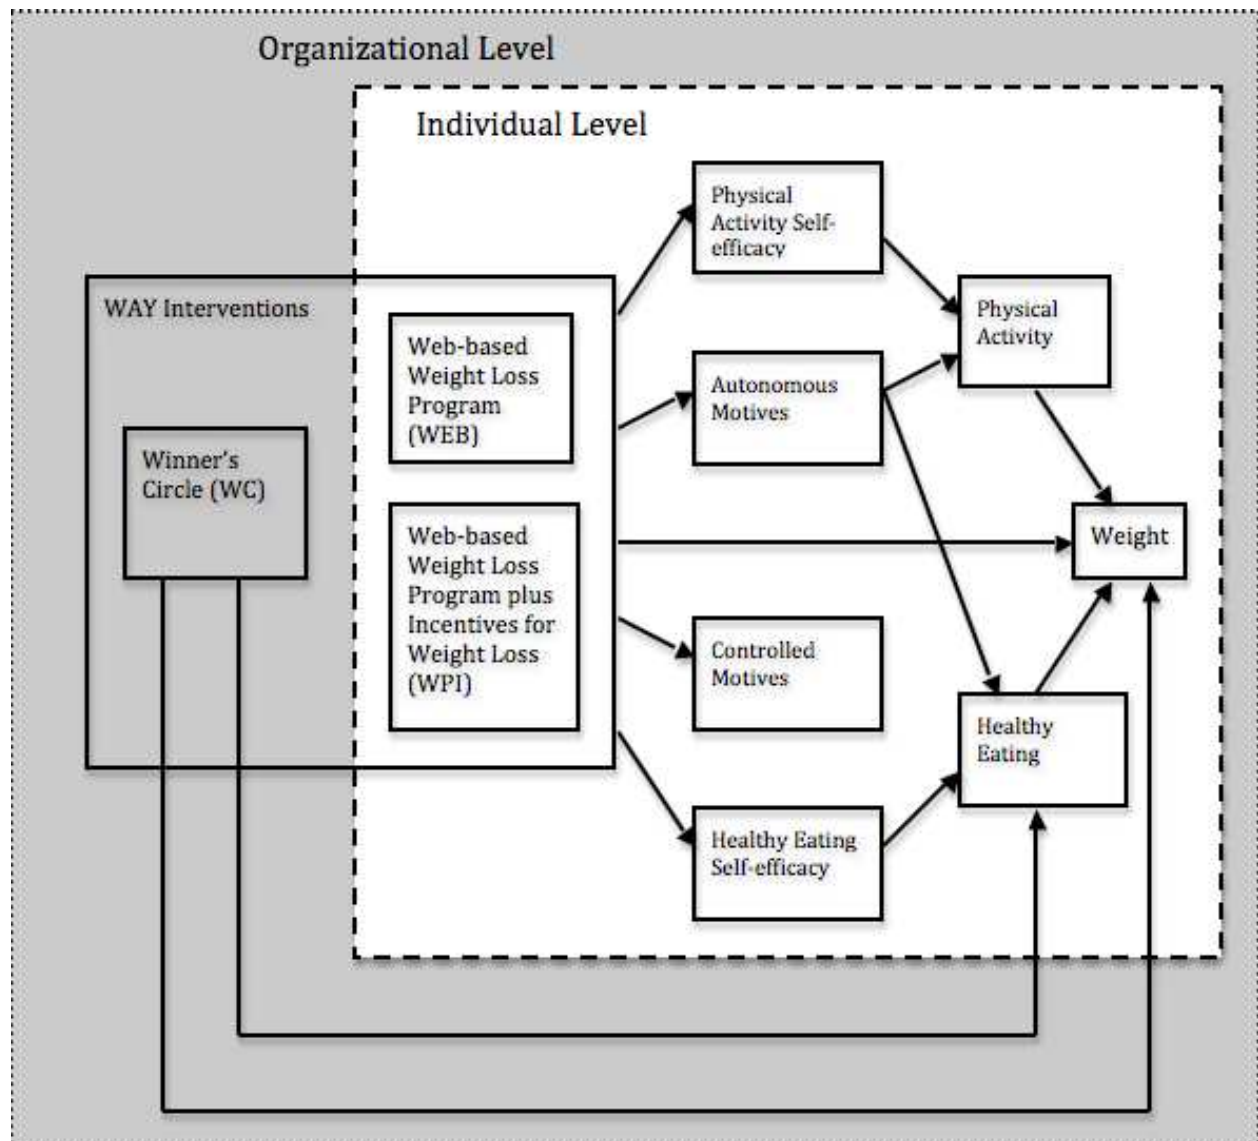 Organizational Level
Individual Level
Physical
Activity Self-
efficacy
WAY Interventions
Physical
Activity
Web-based
Weight Loss
Program
(WEB)
Autonomous
Motives
Winner's
Circle (WC)
Web-based
Weight Loss
Program plus
Incentives for
Weight Loss
(WPI)
Weight
Controlled
Motives
Healthy
Eating
Healthy Eating
Self-efficacy